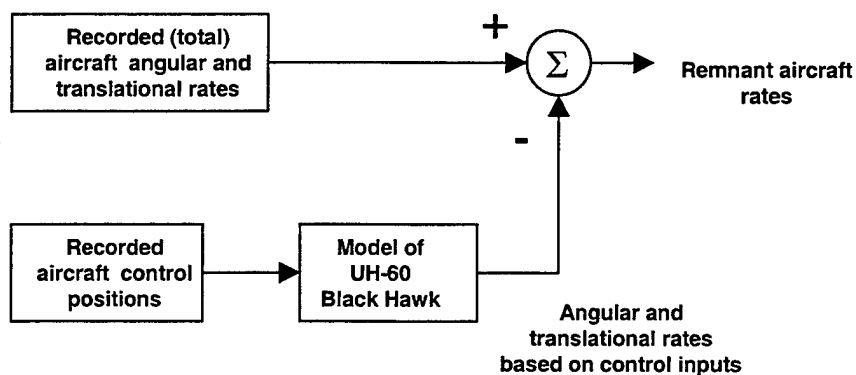 Recorded (total)
aircraft angular and
translational rates
+
Σ
Remnant aircraft
rates
-
Recorded
aircraft control
positions
Model of
UH-60
Black Hawk
Angular and
translational rates
based on control inputs